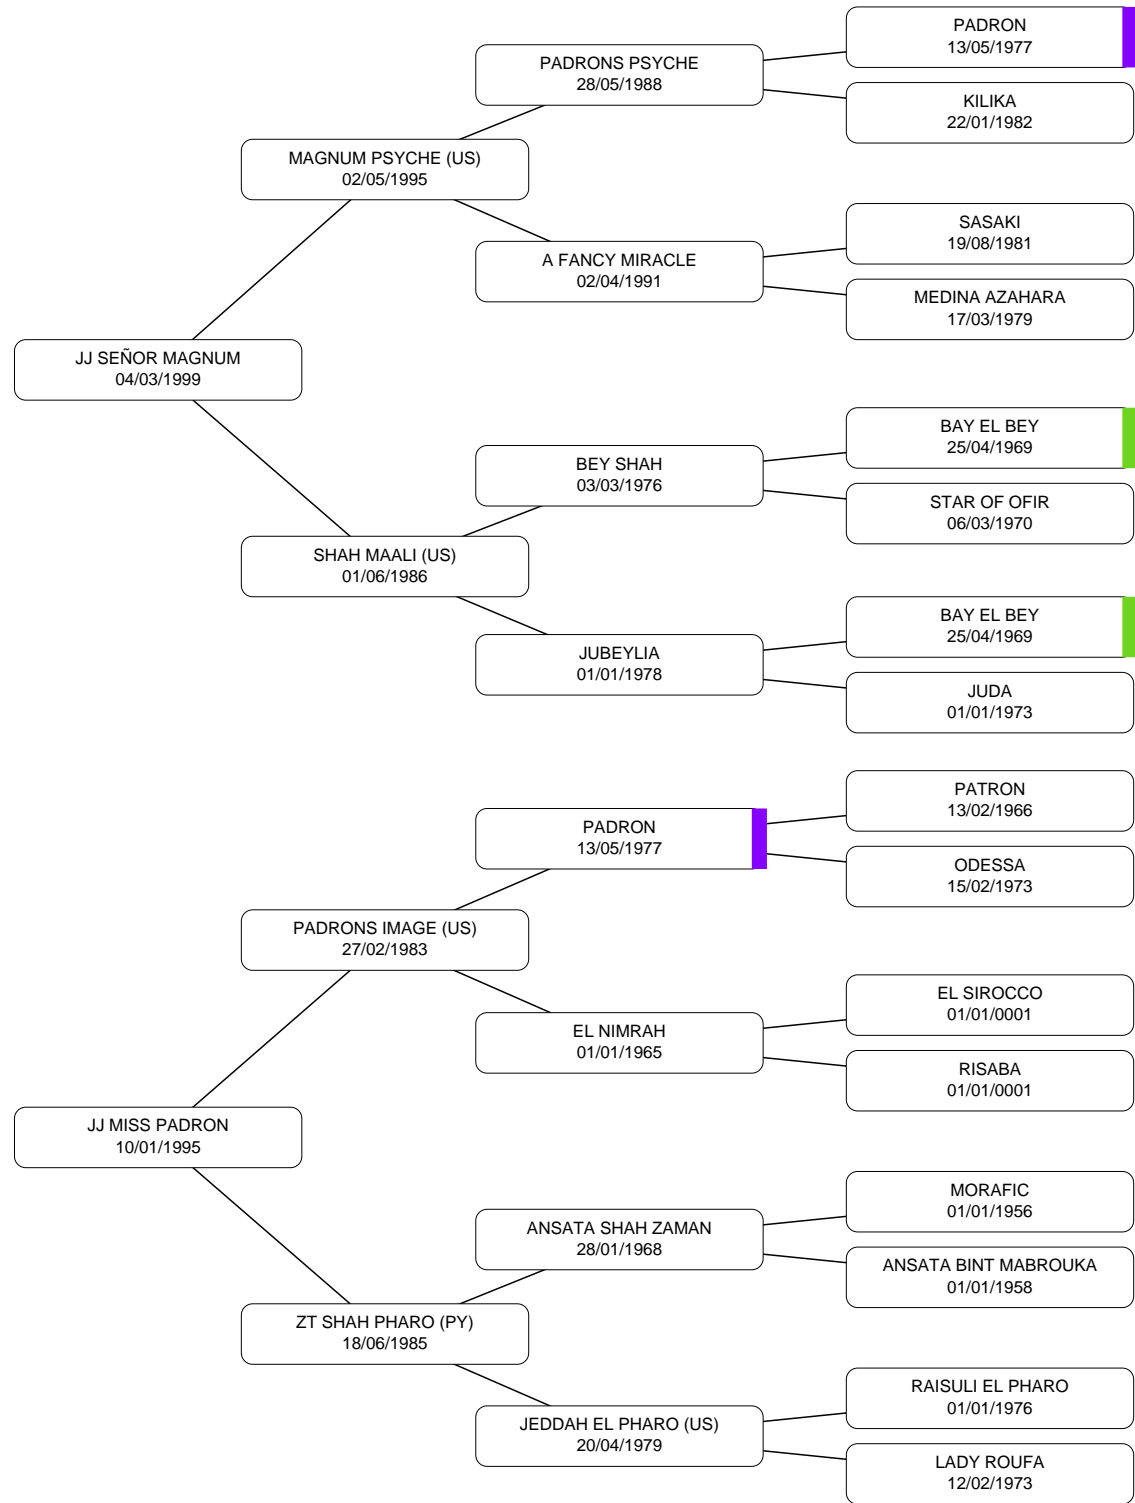 PADRON
13/05/1977
PADRONS PSYCHE
28/05/1988
KILIKA
22/01/1982
MAGNUM PSYCHE (US)
02/05/1995
SASAKI
19/08/1981
A FANCY MIRACLE
02/04/1991
MEDINA AZAHARA
17/03/1979
JJ SEÑOR MAGNUM
04/03/1999
BAY EL BEY
25/04/1969
BEY SHAH
03/03/1976
STAR OF OFIR
06/03/1970
SHAH MAALI (US)
01/06/1986
BAY EL BEY
25/04/1969
JUBEYLIA
01/01/1978
JUDA
01/01/1973
PATRON
13/02/1966
PADRON
13/05/1977
ODESSA
15/02/1973
PADRONS IMAGE (US)
27/02/1983
EL SIROCCO
01/01/0001
EL NIMRAH
01/01/1965
RISABA
01/01/0001
JJ MISS PADRON
10/01/1995
MORAFIC
01/01/1956
ANSATA SHAH ZAMAN
28/01/1968
ANSATA BINT MABROUKA
01/01/1958
ZT SHAH PHARO (PY)
18/06/1985
RAISULI EL PHARO
01/01/1976
JEDDAH EL PHARO (US)
20/04/1979
LADY ROUFA
12/02/1973